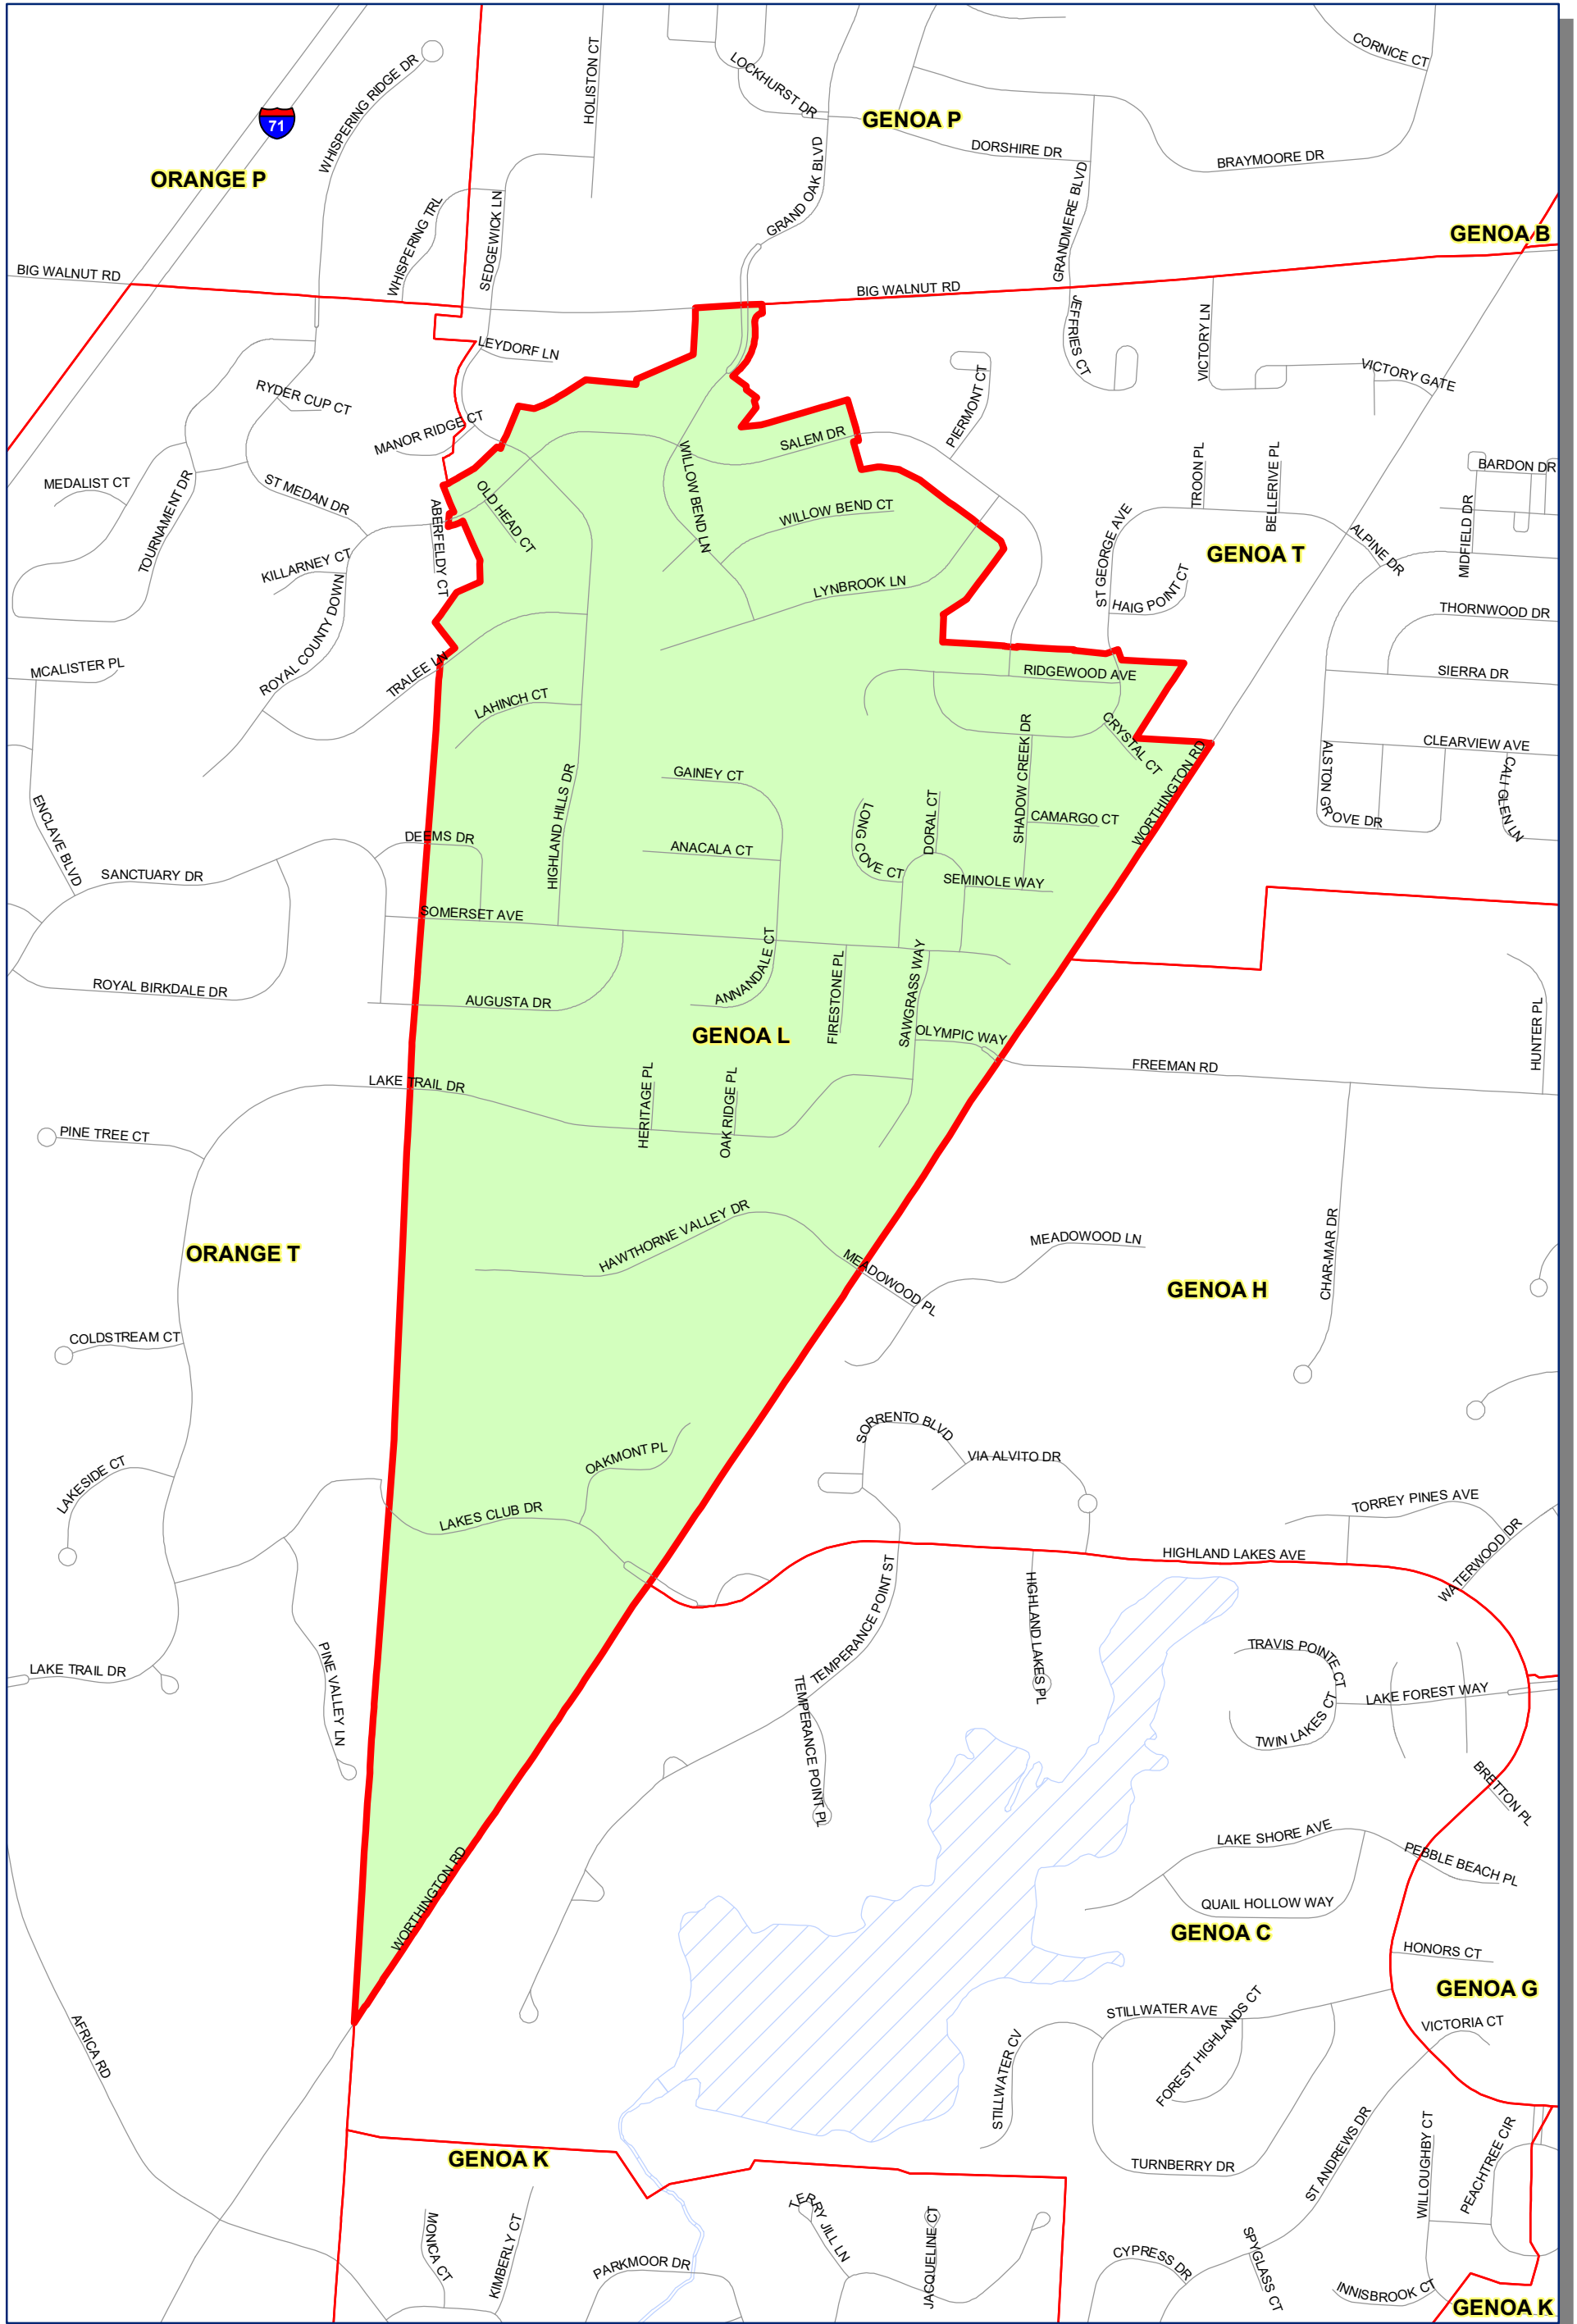 CORNICE CT
HOLISTON CT
WHISPERING RIDGE DR
LOCKHURST DR
GENOA P
71
DORSHIRE DR
BRAYMOORE DR
ORANGE P
GRAND OAK BLVD
GRANDMERE BLVD
WHISPERING TRL
SEDGEWICK LN
GENOA B
BIG WALNUT RD
BIG WALNUT RD
JEFFRIES CT
VICTORY LN
LEYDORF LN
VICTORY GATE
RYDER CUP CT
PIERMONT CT
MANOR RIDGE CT
SALEM DR
WILLOW BEND LN
TROON PL
BELLERIVE PL
BARDON DR
MEDALIST CT
TOURNAMENT DR
ST MEDAN DR
OLD HEAD CT
ABERFELDY CT
WILLOW BEND CT
ST GEORGE AVE
ALPINE DR
MIDFIELD DR
GENOA T
KILLARNEY CT
LYNBROOK LN
HAIG POINT CT
THORNWOOD DR
ROYAL COUNTY DOWN
MCALISTER PL
TRALEE LN
RIDGEWOOD AVE
SIERRA DR
LAHINCH CT
CRYSTAL CT
SHADOW CREEK DR
CLEARVIEW AVE
ALSTON GROVE DR
CALI GLEN LN
WORTHINGTON RD
GAINEY CT
HIGHLAND HILLS DR
ENCLAVE BLVD
DEEMS DR
LONG COVE CT
DORAL CT
CAMARGO CT
ANACALA CT
SANCTUARY DR
SEMINOLE WAY
SOMERSET AVE
ANNANDALE CT
FIRESTONE PL
SAWGRASS WAY
ROYAL BIRKDALE DR
AUGUSTA DR
GENOA L
OLYMPIC WAY
HUNTER PL
FREEMAN RD
LAKE TRAIL DR
HERITAGE PL
OAK RIDGE PL
PINE TREE CT
HAWTHORNE VALLEY DR
MEADOWOOD LN
ORANGE T
MEADOWOOD PL
CHAR-MAR DR
GENOA H
COLDSTREAM CT
SORRENTO BLVD
OAKMONT PL
VIA ALVITO DR
LAKESIDE CT
LAKES CLUB DR
TORREY PINES AVE
WATERWOOD DR
HIGHLAND LAKES AVE
HIGHLAND LAKES PL
TEMPERANCE POINT ST
TRAVIS POINTE CT
LAKE TRAIL DR
PINE VALLEY LN
TEMPERANCE POINT PL
LAKE FOREST WAY
TWIN LAKES CT
BRETTON PL
LAKE SHORE AVE
PEBBLE BEACH PL
WORTHINGTON RD
QUAIL HOLLOW WAY
GENOA C
HONORS CT
GENOA G
STILLWATER AVE
VICTORIA CT
AFRICA RD
STILLWATER CV
FOREST HIGHLANDS CT
GENOA K
TURNBERRY DR
ST ANDREWS DR
WILLOUGHBY CT
PEACHTREE CIR
MONICA CT
KIMBERLY CT
TERRY JILL LN
JACQUELINE CT
PARKMOOR DR
CYPRESS DR
SPYGLASS CT
INNISBROOK CT
GENOA K